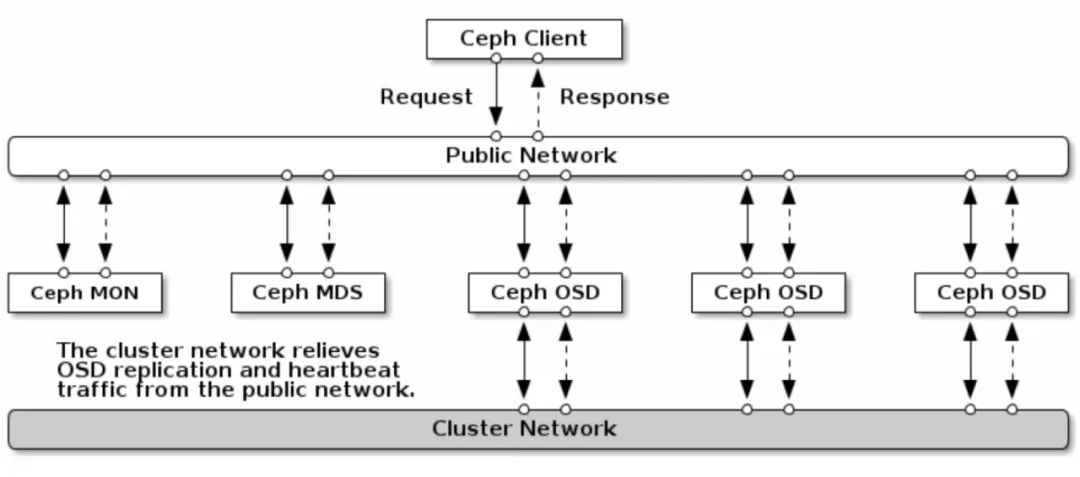 Ceph Client
Request
Response
Public Network
Ceph MON
Ceph MDS
Ceph OSD
Ceph OSD
Ceph OSD
The cluster network relieves
OSD replication and heartbeat
traffic from the public network.
Cluster Network